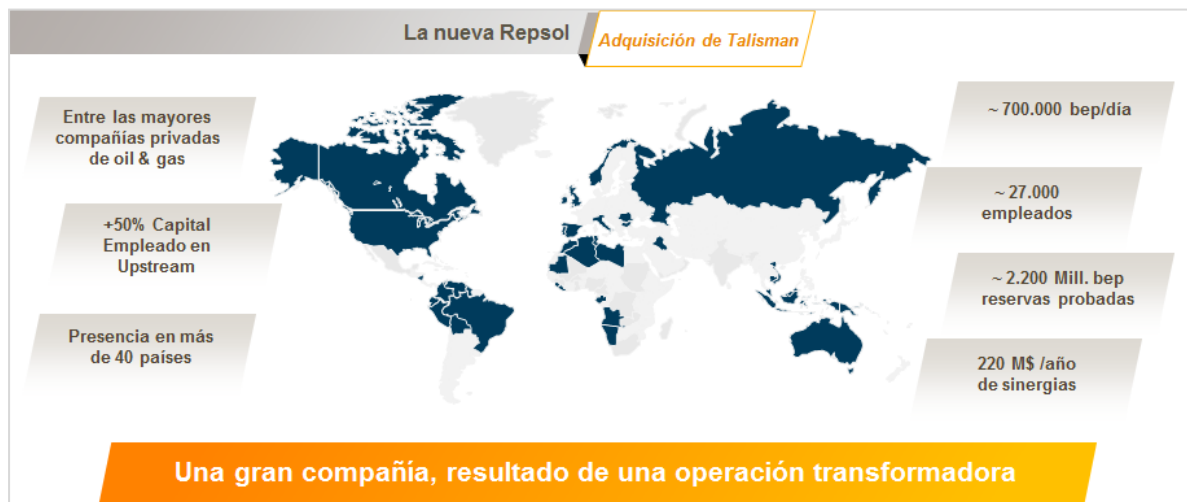 La nueva Repsol
Adquisición de Talisman
Entre las mayores
compañías privadas
de oil & gas
+50% Capital
Empleado en
Upstream
Presencia en más
de 40 países
~ 700.000 bep/día
~ 27.000
empleados
~ 2.200 Mill. bep
reservas probadas
220 M$ /año
de sinergias
Una gran compañía, resultado de una operación transformadora